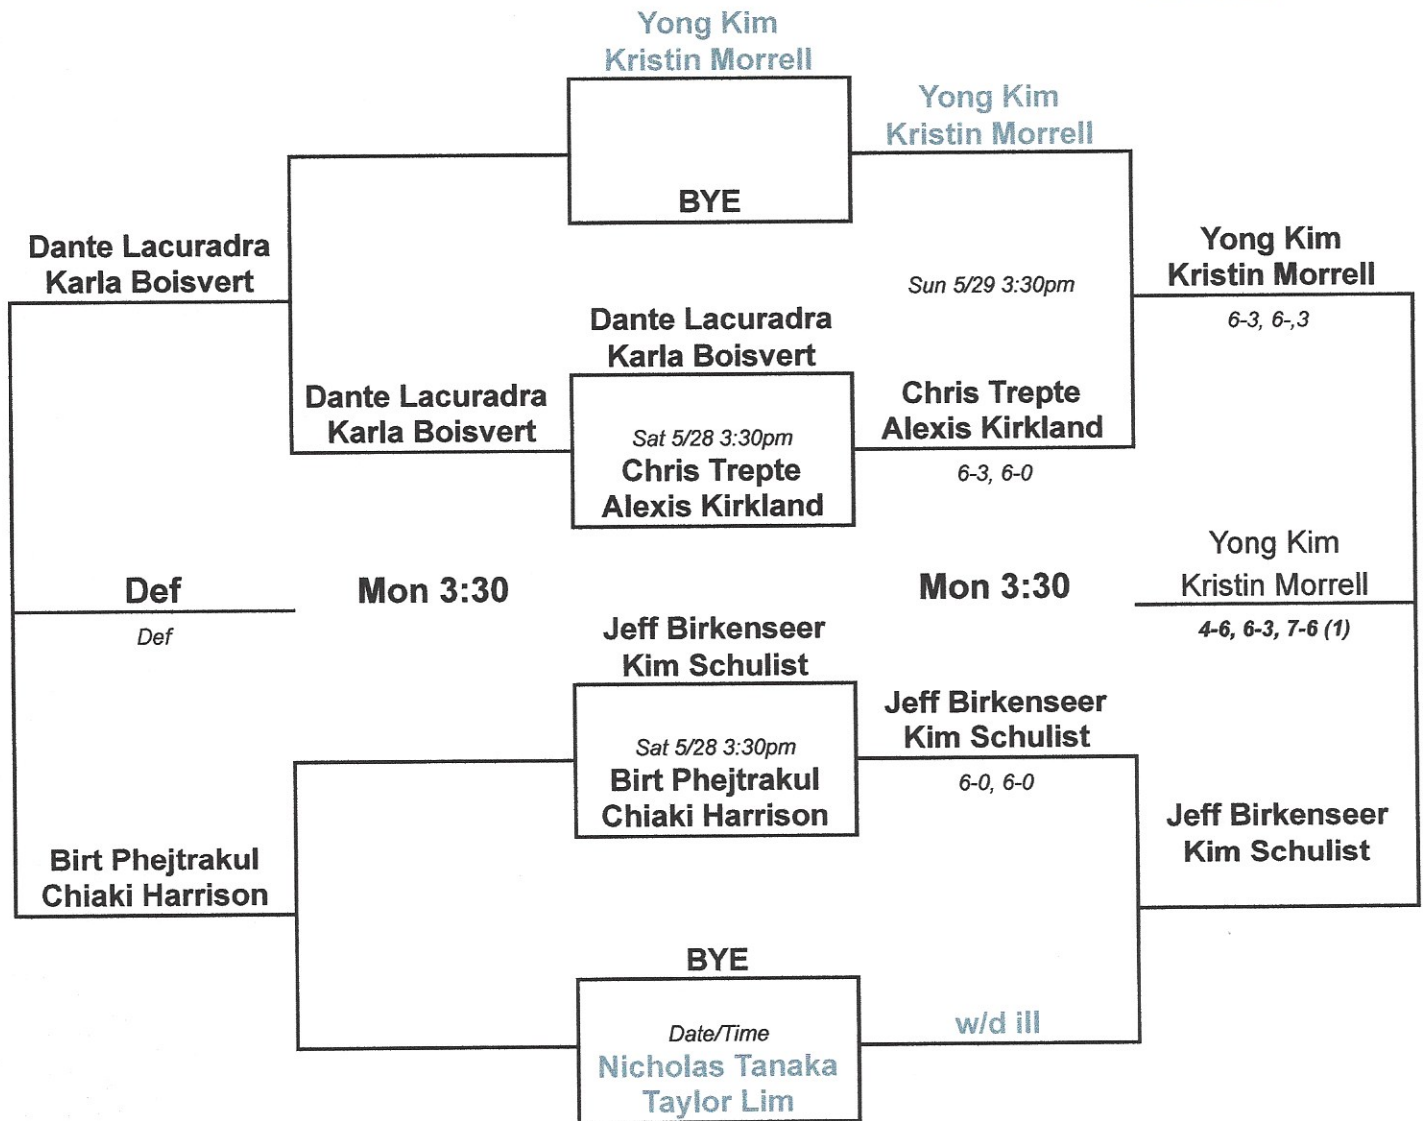 Yong Kim
Kristin Morrell
Yong Kim
Kristin Morrell
BYE
Dante Lacuradra
Karla Boisvert
Yong Kim
Kristin Morrell
Sun 5/29 3:30pm
6-3, 6-,3
Dante Lacuradra
Karla Boisvert
Dante Lacuradra
Karla Boisvert
Sat 5/28 3:30pm
Chris Trepte
Alexis Kirkland
Chris Trepte
Alexis Kirkland
6-3, 6-0
Def
Def
Mon 3:30
Mon 3:30
Yong Kim
Kristin Morrell
4-6, 6-3, 7-6 (1)
Jeff Birkenseer
Kim Schulist
Sat 5/28 3:30pm
Birt Phejtrakul
Chiaki Harrison
Jeff Birkenseer
Kim Schulist
6-0, 6-0
Birt Phejtrakul
Chiaki Harrison
Jeff Birkenseer
Kim Schulist
BYE
Date/Time
Nicholas Tanaka
Taylor Lim
w/d ill